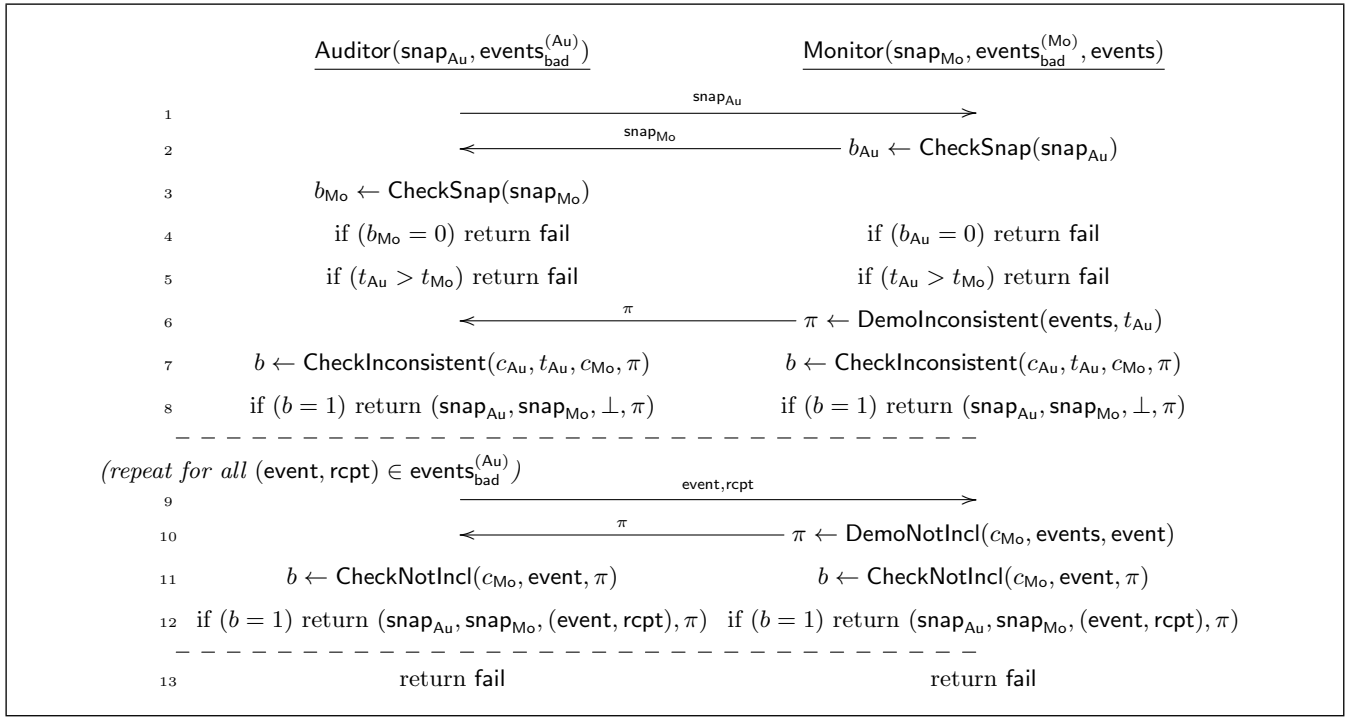 Auditor(snap_Au, events_bad^(Au)) Monitor(snap_Mo, events_bad^(Mo), events)
1 snap_Au
2 snap_Mo b_Au ← CheckSnap(snap_Au)
3 b_Mo ← CheckSnap(snap_Mo)
4 if (b_Mo = 0) return fail if (b_Au = 0) return fail
5 if (t_Au > t_Mo) return fail if (t_Au > t_Mo) return fail
6 π π ← DemoInconsistent(events, t_Au)
7 b ← CheckInconsistent(c_Au, t_Au, c_Mo, π) b ← CheckInconsistent(c_Au, t_Au, c_Mo, π)
8 if (b = 1) return (snap_Au, snap_Mo, ⊥, π) if (b = 1) return (snap_Au, snap_Mo, ⊥, π)
(repeat for all (event, rcpt) ∈ events_bad^(Au))
9 event,rcpt
10 π π ← DemoNotIncl(c_Mo, events, event)
11 b ← CheckNotIncl(c_Mo, event, π) b ← CheckNotIncl(c_Mo, event, π)
12 if (b = 1) return (snap_Au, snap_Mo, (event, rcpt), π) if (b = 1) return (snap_Au, snap_Mo, (event, rcpt), π)
13 return fail return fail